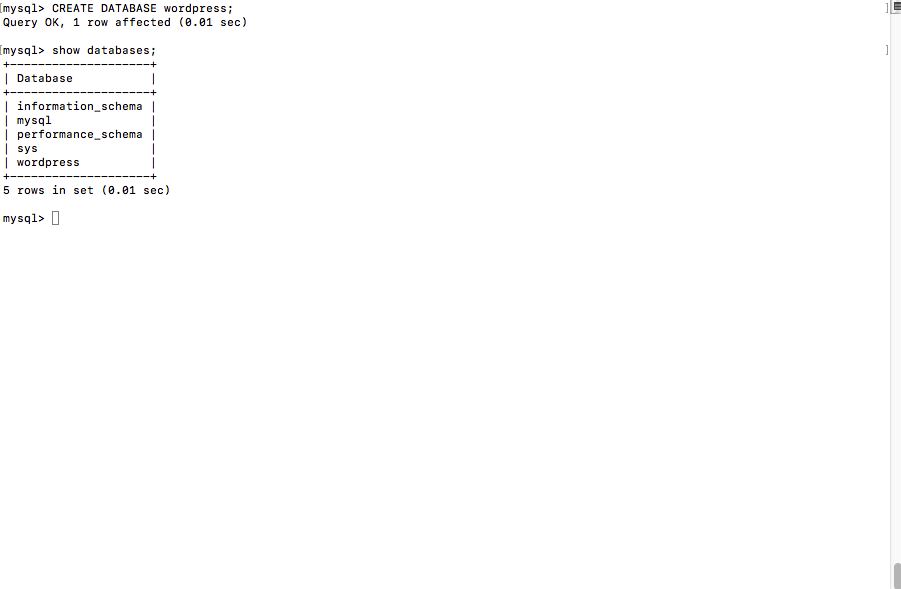 [mysql> CREATE DATABASE wordpress; ]
Query OK, 1 row affected (0.01 sec)
[mysql> show databases; ]
+--------------------+
| Database           |
+--------------------+
| information_schema |
| mysql              |
| performance_schema |
| sys                |
| wordpress          |
+--------------------+
5 rows in set (0.01 sec)
mysql>